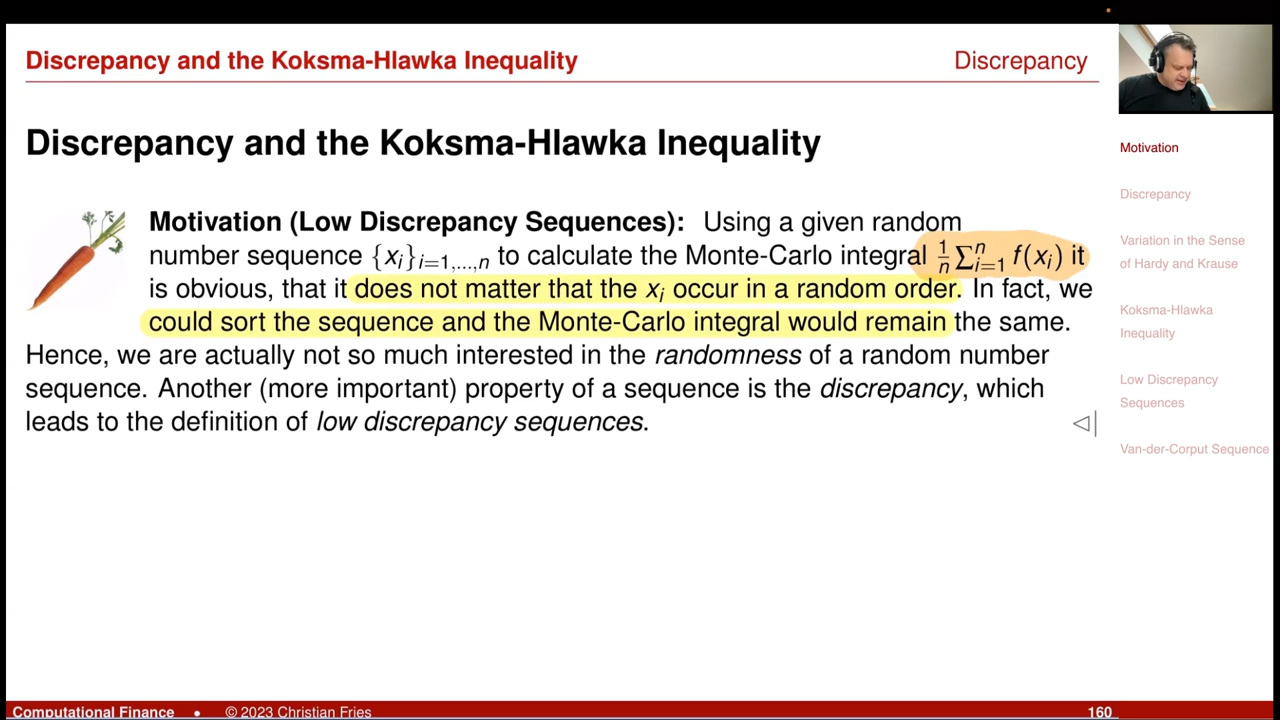 Discrepancy and the Koksma-Hlawka Inequality
Discrepancy
Discrepancy and the Koksma-Hlawka Inequality
Motivation (Low Discrepancy Sequences): Using a given random
number sequence {xᵢ}ᵢ₌₁,...,ₙ to calculate the Monte-Carlo integral 1/n ∑ⁿᵢ₌₁ f(xᵢ) it
is obvious, that it does not matter that the xᵢ occur in a random order. In fact, we
could sort the sequence and the Monte-Carlo integral would remain the same.
Hence, we are actually not so much interested in the randomness of a random number
sequence. Another (more important) property of a sequence is the discrepancy, which
leads to the definition of low discrepancy sequences. ◁|
Motivation
Discrepancy
Variation in the Sense
of Hardy and Krause
Koksma-Hlawka
Inequality
Low Discrepancy
Sequences
Van-der-Corput Sequence
Computational Finance • © 2023 Christian Fries 160